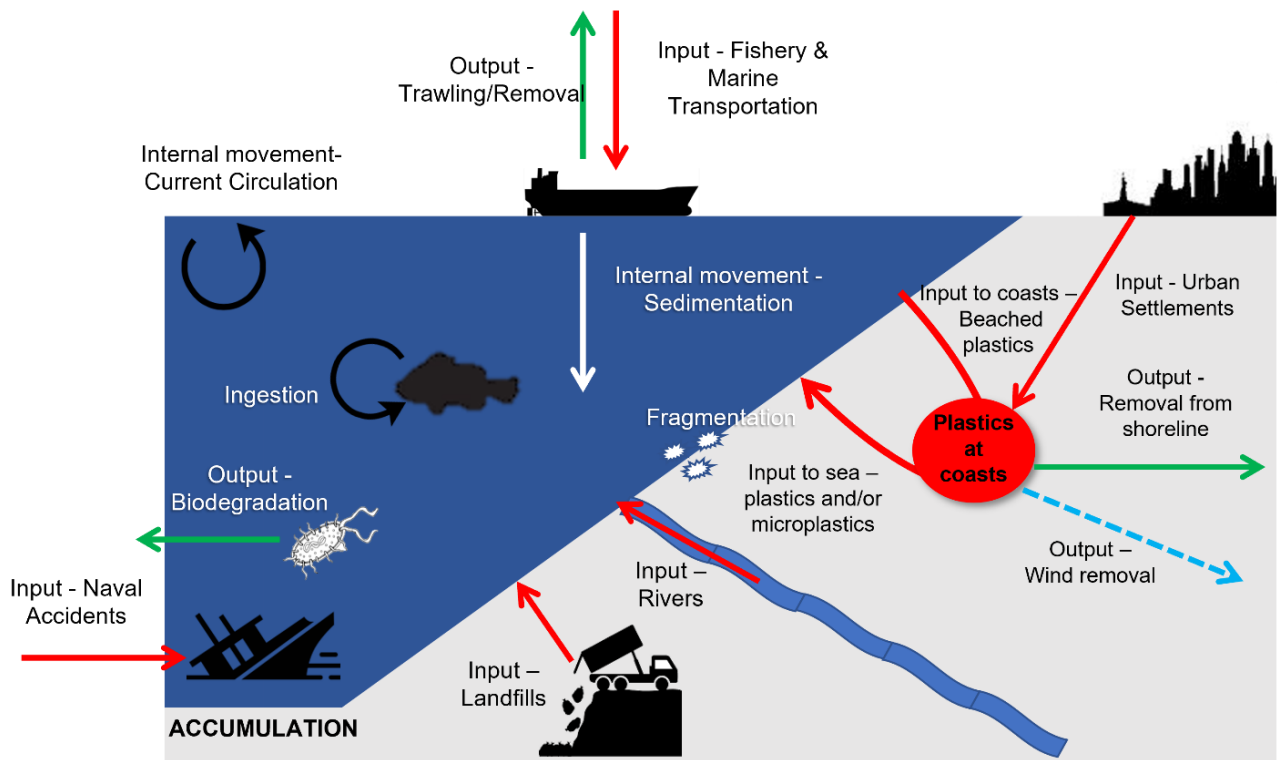 Output -
Trawling/Removal
Input - Fishery &
Marine
Transportation
Internal movement-
Current Circulation
Internal movement -
Sedimentation
Input to coasts –
Beached
plastics
Input - Urban
Settlements
Ingestion
Output -
Removal from
shoreline
Fragmentation
Plastics
at
coasts
Output -
Biodegradation
Input to sea –
plastics and/or
microplastics
Output –
Wind removal
Input - Naval
Accidents
Input –
Rivers
Input –
Landfills
ACCUMULATION